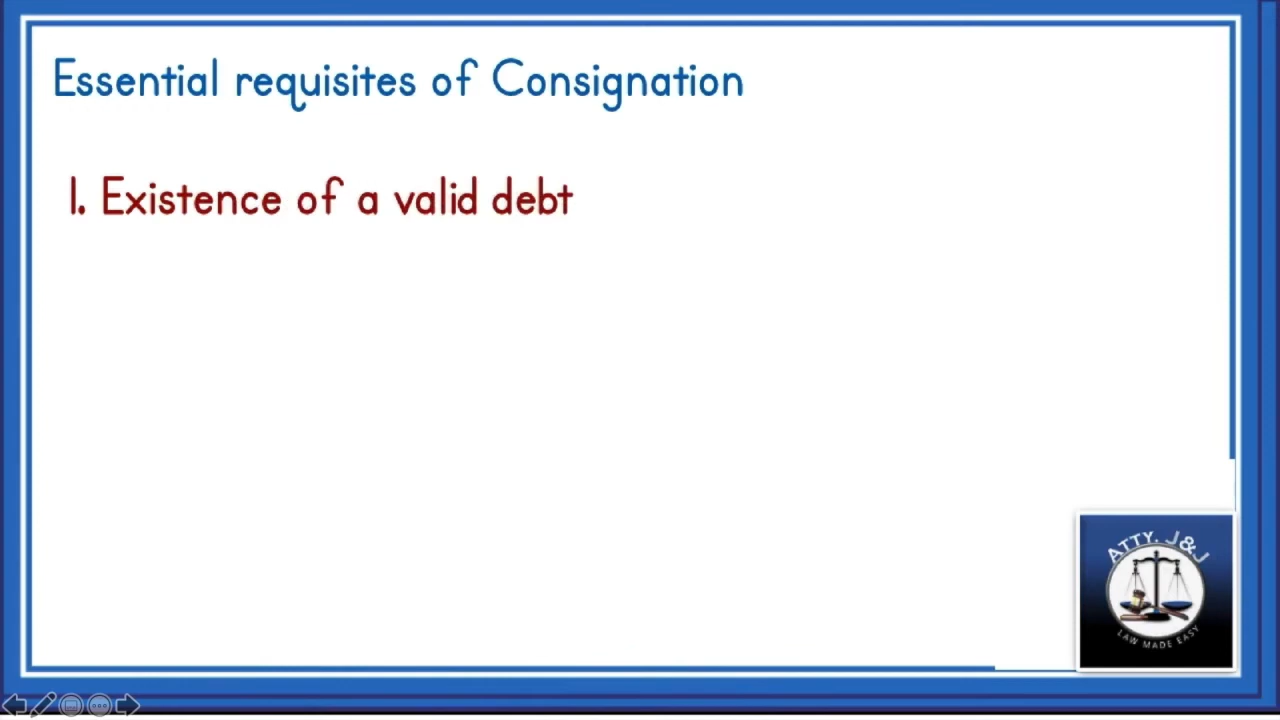 Essential requisites of Consignation
1. Existence of a valid debt
ATTY. J&J
LAW MADE EASY